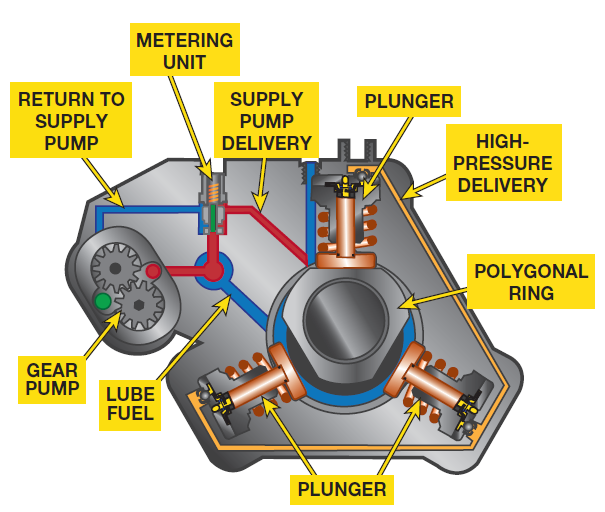 METERING
UNIT
RETURN TO
SUPPLY
PUMP
SUPPLY
PUMP
DELIVERY
PLUNGER
HIGH-
PRESSURE
DELIVERY
POLYGONAL
RING
GEAR
PUMP
LUBE
FUEL
PLUNGER